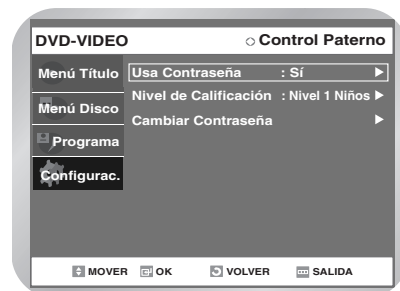 DVD-VIDEO Control Paterno
Menú Título
Usa Contraseña : Sí
Nivel de Calificación : Nivel 1 Niños
Menú Disco
Cambiar Contraseña
Programa
Configurac.
MOVER OK VOLVER SALIDA